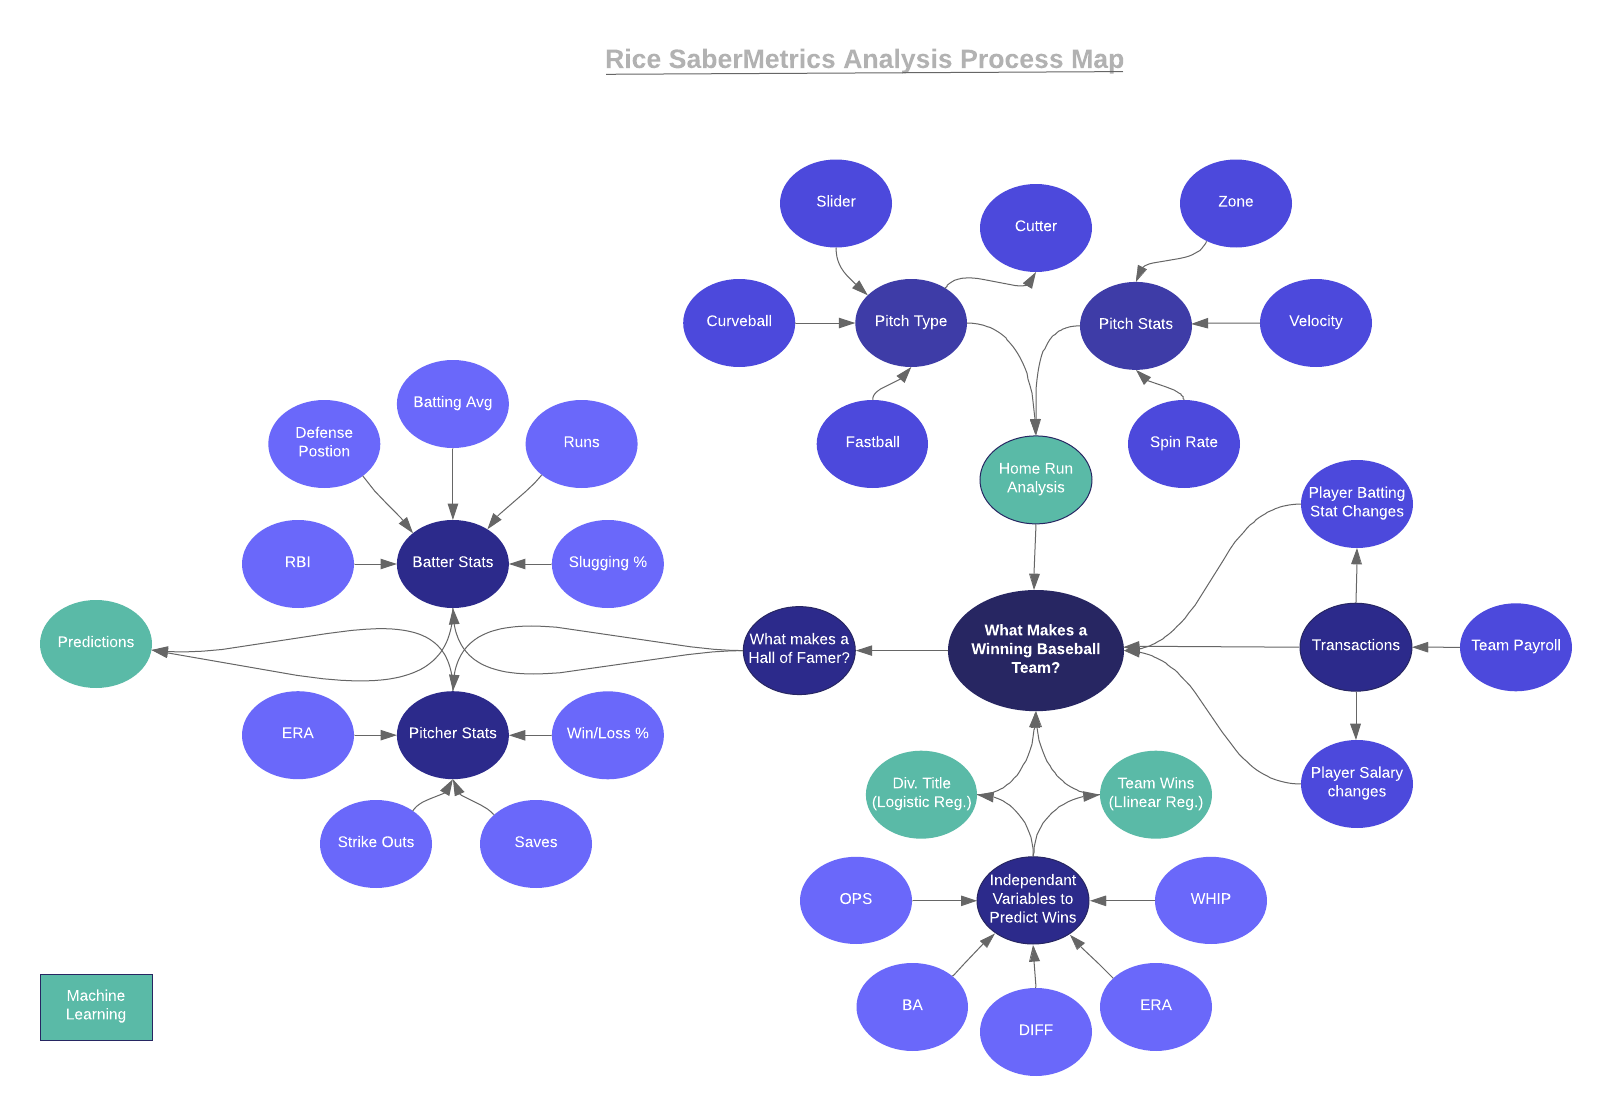 Rice SaberMetrics Analysis Process Map
Slider
Cutter
Zone
Curveball
Pitch Type
Pitch Stats
Velocity
Fastball
Spin Rate
Home Run
Analysis
Batting Avg
Defense
Postion
Runs
RBI
Batter Stats
Slugging %
Predictions
ERA
Pitcher Stats
Win/Loss %
Strike Outs
Saves
What makes a
Hall of Famer?
What Makes a
Winning Baseball
Team?
Player Batting
Stat Changes
Transactions
Team Payroll
Player Salary
changes
Div. Title
(Logistic Reg.)
Team Wins
(Llinear Reg.)
Independant
Variables to
Predict Wins
OPS
WHIP
BA
DIFF
ERA
Machine
Learning